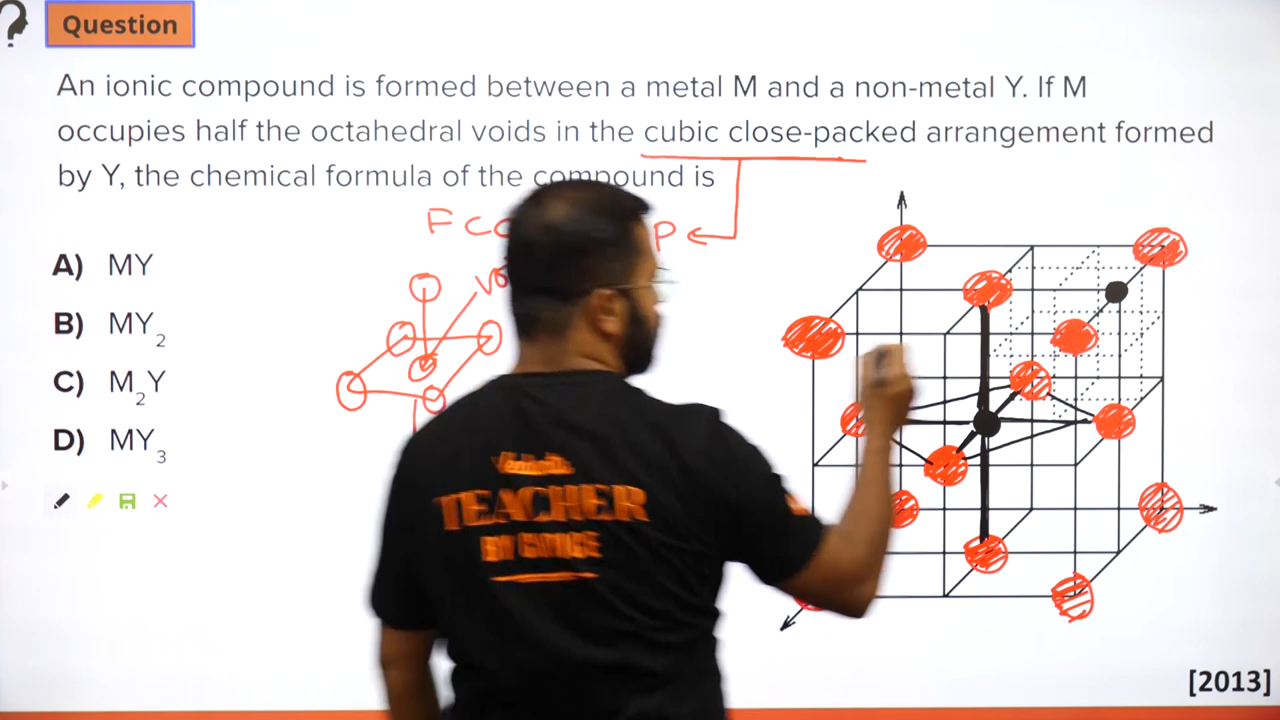 Question
An ionic compound is formed between a metal M and a non-metal Y. If M
occupies half the octahedral voids in the cubic close-packed arrangement formed
by Y, the chemical formula of the compound is
A) MY
B) MY₂
C) M₂Y
D) MY₃
TEACHER
BY CHOICE
[2013]